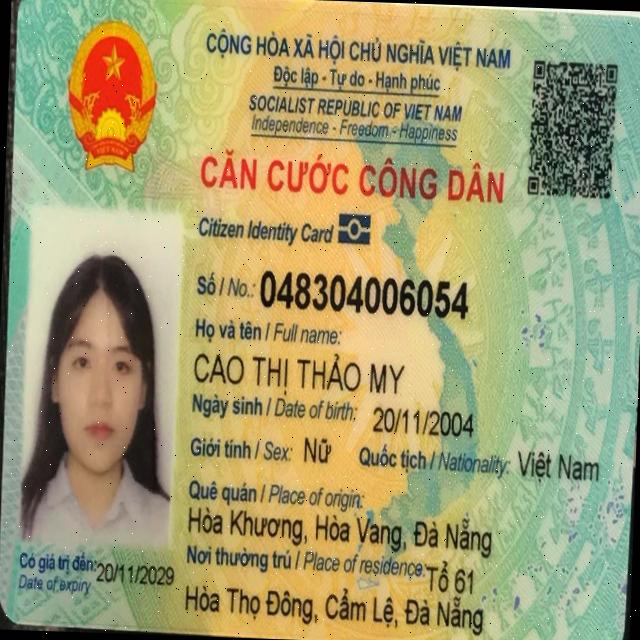 CỘNG HÒA XÃ HỘI CHỦ NGHĨA VIỆT NAM
Độc lập - Tự do - Hạnh phúc
SOCIALIST REPUBLIC OF VIET NAM
Independence - Freedom - Happiness
CĂN CƯỚC CÔNG DÂN
Citizen Identity Card
Số / No.: 048304006054
Họ và tên / Full name:
CAO THỊ THẢO MY
Ngày sinh / Date of birth: 20/11/2004
Giới tính / Sex: Nữ Quốc tịch / Nationality: Việt Nam
Quê quán / Place of origin:
Hòa Khương, Hòa Vang, Đà Nẵng
Nơi thường trú / Place of residence: Tổ 61
Hòa Thọ Đông, Cẩm Lệ, Đà Nẵng
Có giá trị đến: 20/11/2029
Date of expiry